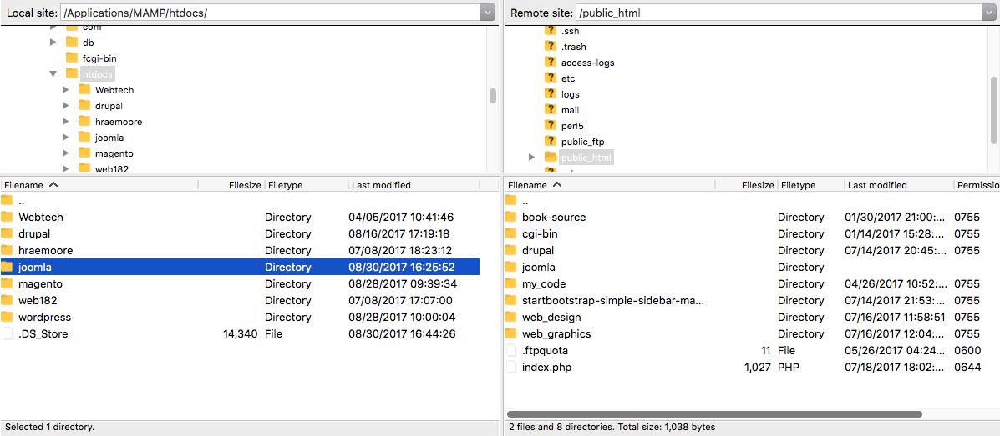 Local site: /Applications/MAMP/htdocs/
conf
db
fcgi-bin
htdocs
Webtech
drupal
hraemoore
joomla
magento
web182
Filename Filesize Filetype Last modified
..
Webtech Directory 04/05/2017 10:41:46
drupal Directory 08/16/2017 17:19:18
hraemoore Directory 07/08/2017 18:23:12
joomla Directory 08/30/2017 16:25:52
magento Directory 08/28/2017 09:39:34
web182 Directory 07/08/2017 17:07:00
wordpress Directory 08/28/2017 10:00:04
.DS_Store 14,340 File 08/30/2017 16:44:26
Selected 1 directory.
Remote site: /public_html
.ssh
.trash
access-logs
etc
logs
mail
perl5
public_ftp
public_html
Filename Filesize Filetype Last modified Permissio
..
book-source Directory 01/30/2017 21:00:... 0755
cgi-bin Directory 01/14/2017 15:28:... 0755
drupal Directory 07/14/2017 20:45:... 0755
joomla Directory
my_code Directory 04/26/2017 10:52:... 0755
startbootstrap-simple-sidebar-ma... Directory 07/14/2017 21:53:... 0755
web_design Directory 07/16/2017 11:58:51 0755
web_graphics Directory 07/16/2017 12:04:... 0755
.ftpquota 11 File 05/26/2017 04:24... 0600
index.php 1,027 PHP 07/18/2017 18:02:... 0644
2 files and 8 directories. Total size: 1,038 bytes